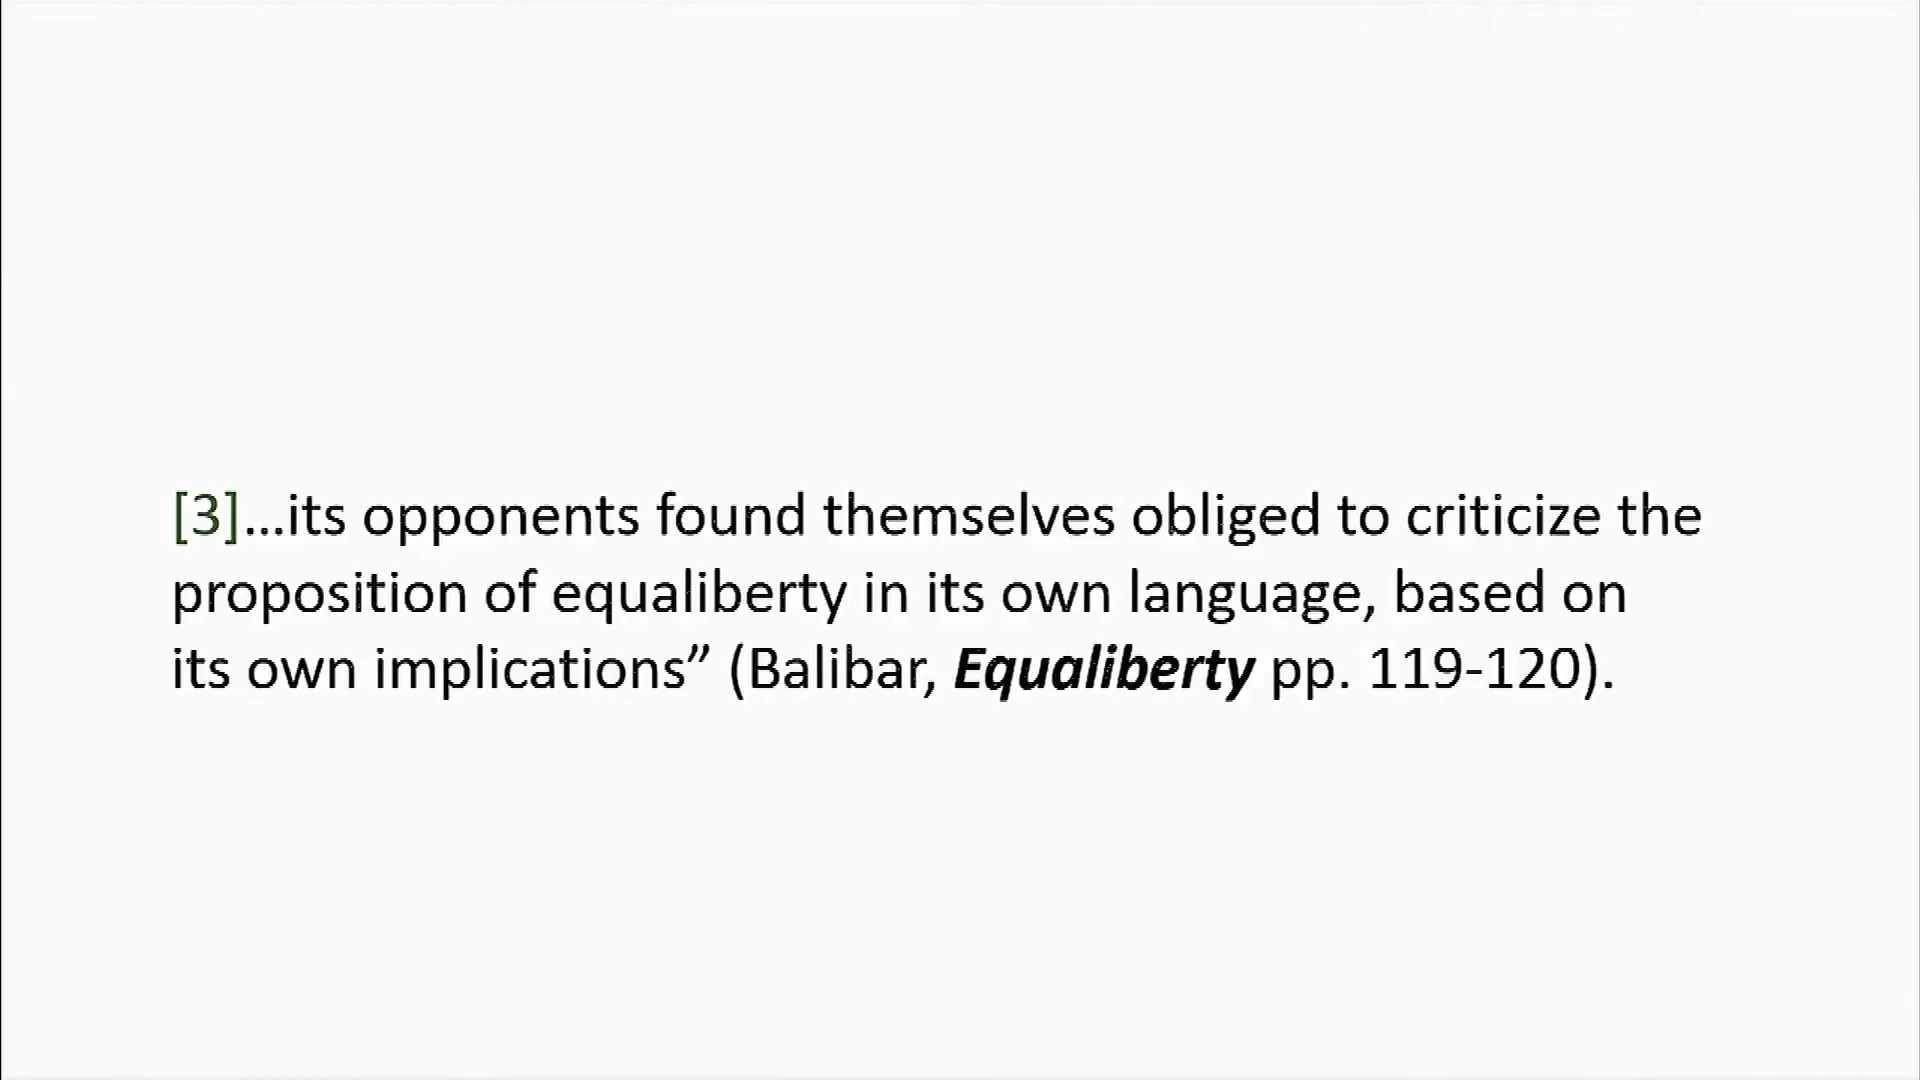 [3]...its opponents found themselves obliged to criticize the
proposition of equaliberty in its own language, based on
its own implications” (Balibar, Equaliberty pp. 119-120).